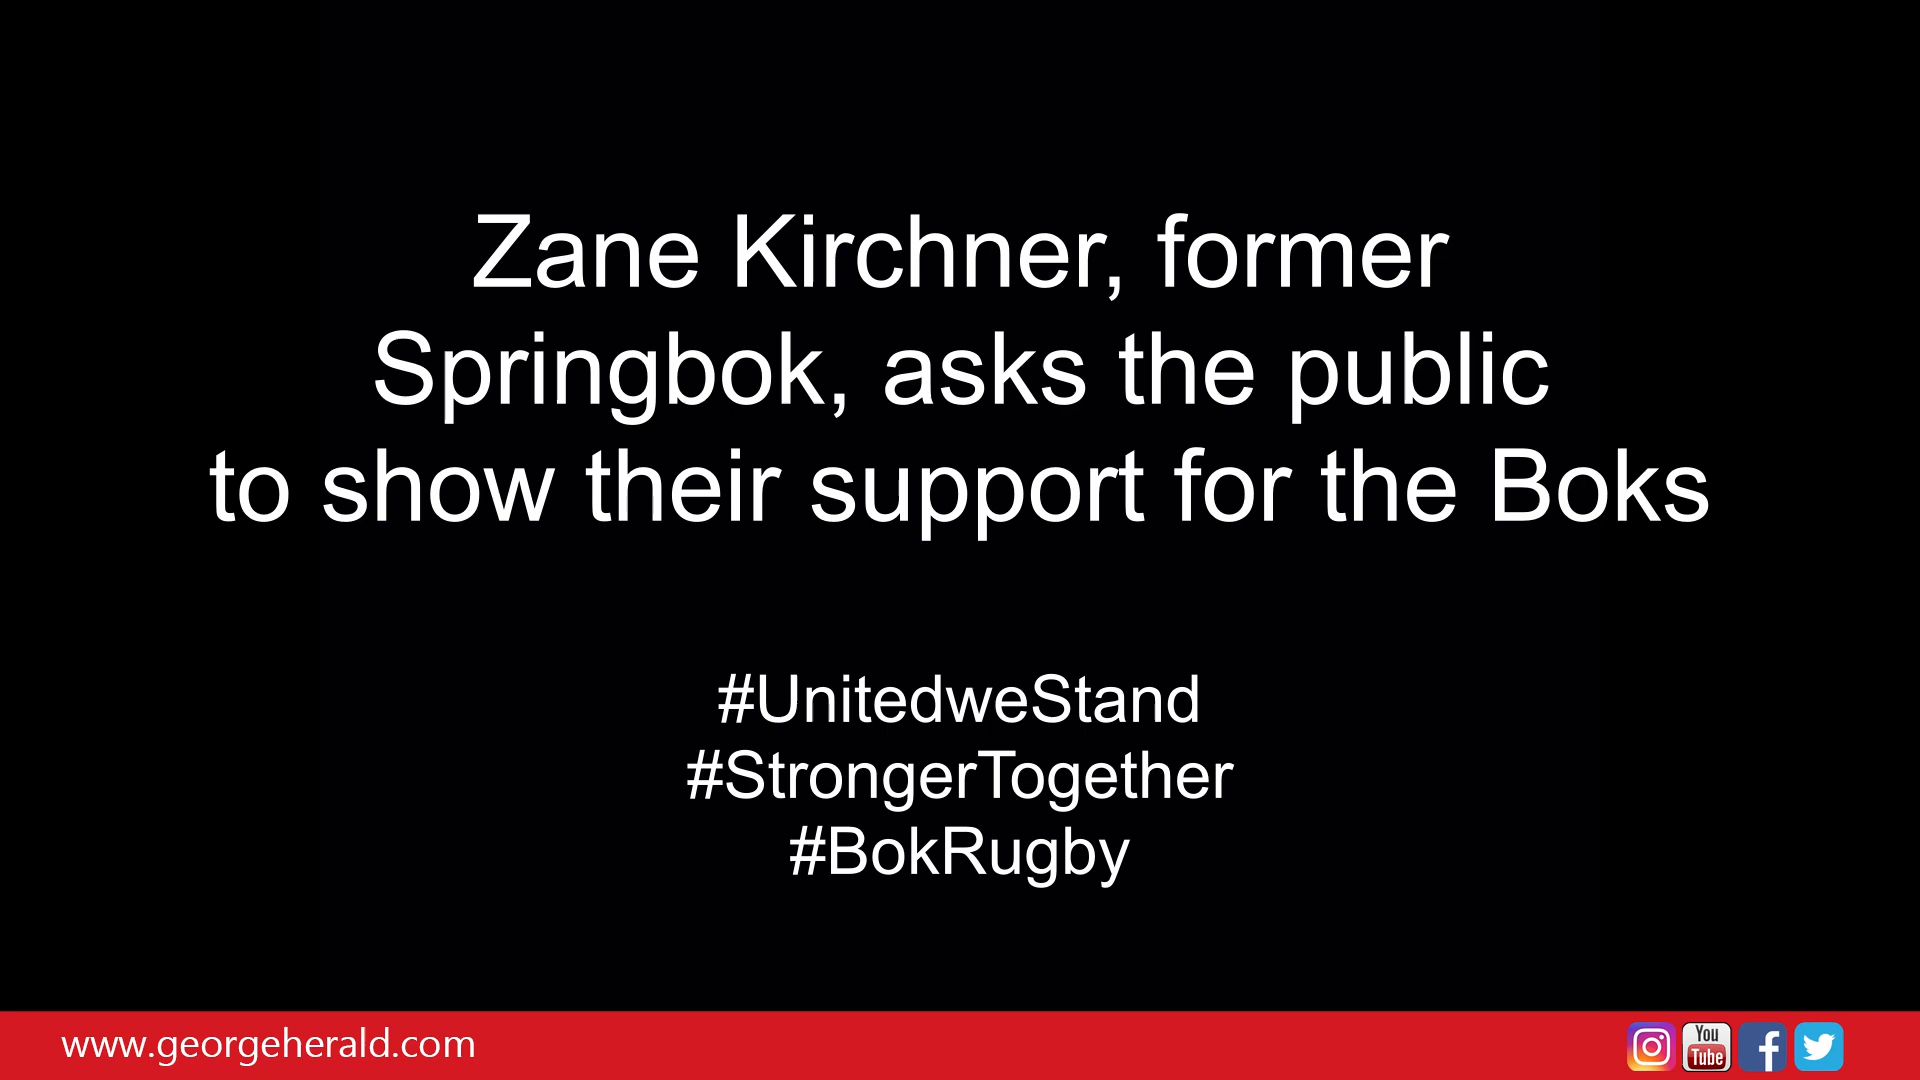 Zane Kirchner, former
Springbok, asks the public
to show their support for the Boks
#UnitedweStand
#StrongerTogether
#BokRugby
www.georgeherald.com
You
Tube